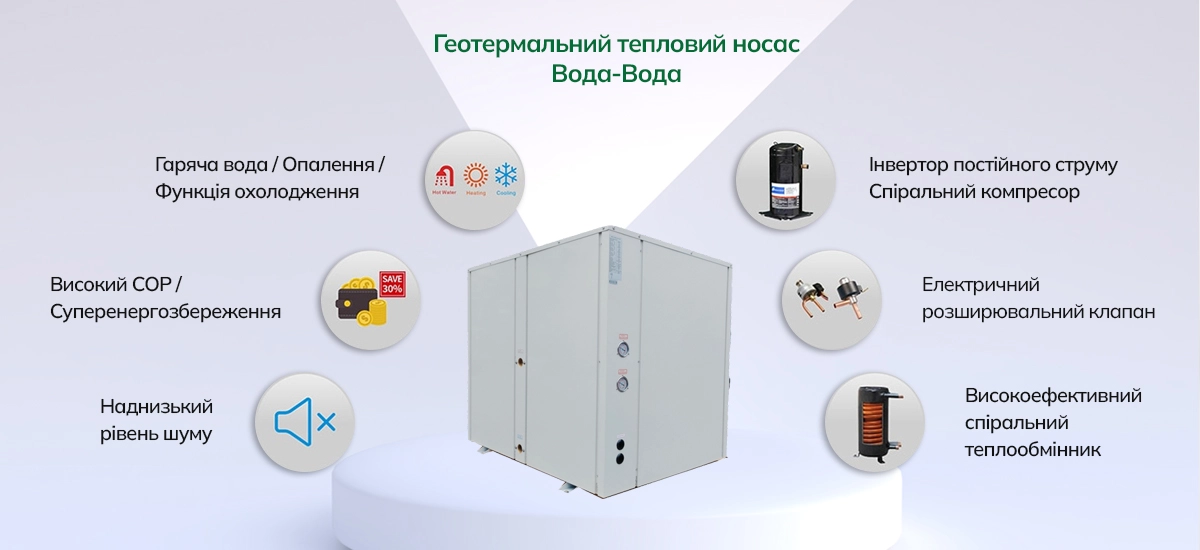 Геотермальний тепловий носас
Вода-Вода
Гаряча вода / Опалення /
Функція охолодження
Hot Water
Heating
Cooling
Високий COP /
Суперенергозбереження
SAVE
30%
Наднизький
рівень шуму
Інвертор постійного струму
Спіральний компресор
Електричний
розширювальний клапан
Високоефективний
спіральний
теплообмінник